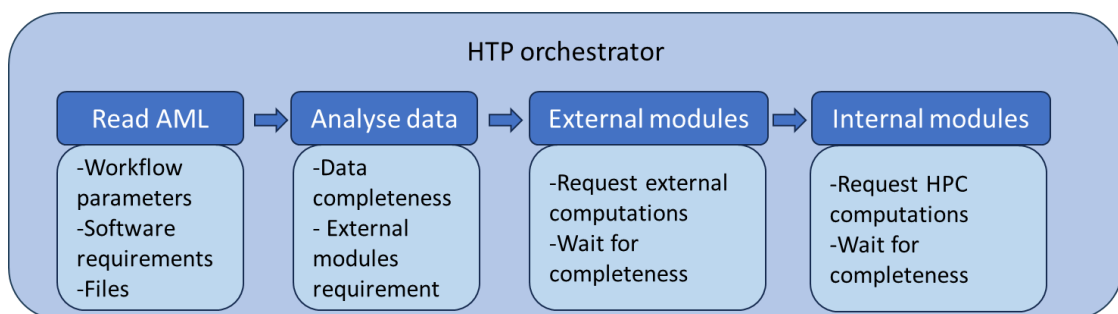 HTP orchestrator
Read AML
-Workflow
parameters
-Software
requirements
-Files
Analyse data
-Data
completeness
- External
modules
requirement
External modules
-Request external
computations
-Wait for
completeness
Internal modules
-Request HPC
computations
-Wait for
completeness